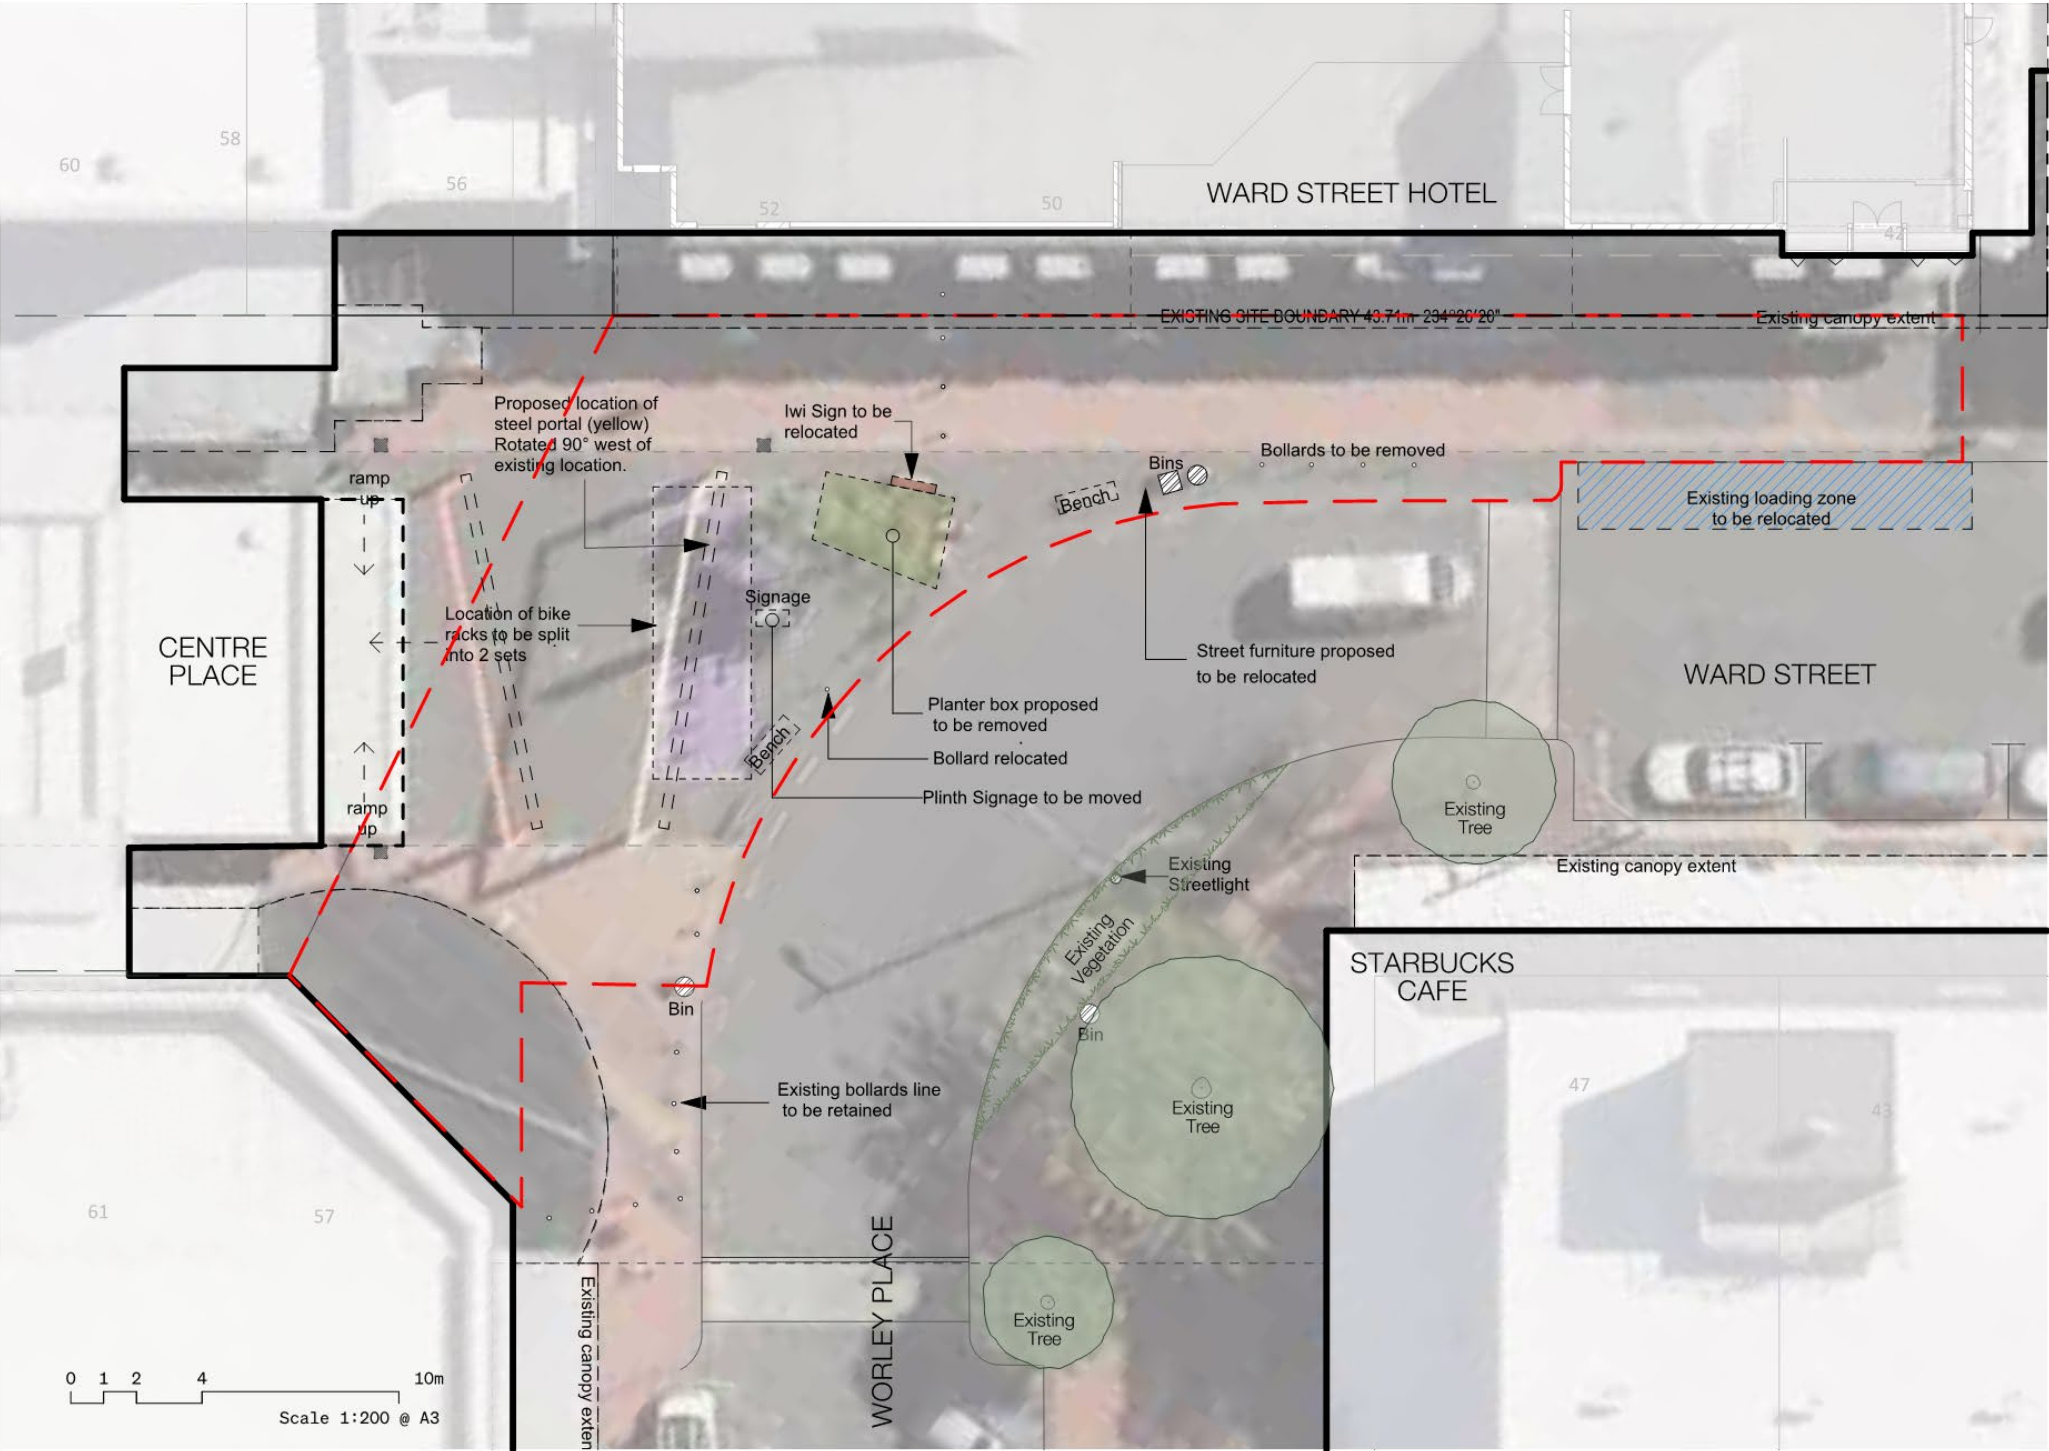 58
60
56
52
50
WARD STREET HOTEL
42
EXISTING SITE BOUNDARY 43.71m 234°20'20"
Existing canopy extent
Proposed location of
steel portal (yellow)
Rotated 90° west of
existing location.
Iwi Sign to be
relocated
Bollards to be removed
Bins
Bench
ramp
up
Existing loading zone
to be relocated
Signage
Location of bike
racks to be split
into 2 sets
CENTRE
PLACE
Street furniture proposed
to be relocated
WARD STREET
Planter box proposed
to be removed
Bench
Bollard relocated
Plinth Signage to be moved
ramp
up
Existing
Tree
Existing
Streetlight
Existing canopy extent
Existing
Vegetation
STARBUCKS
CAFE
Bin
Bin
Existing bollards line
to be retained
Existing
Tree
47
43
61
57
WORLEY PLACE
Existing canopy exten
Existing
Tree
0 1 2 4 10m
Scale 1:200 @ A3